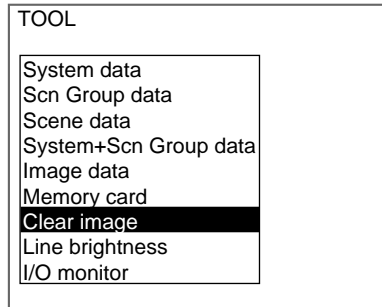 TOOL
System data
Scn Group data
Scene data
System+Scn Group data
Image data
Memory card
Clear image
Line brightness
I/O monitor